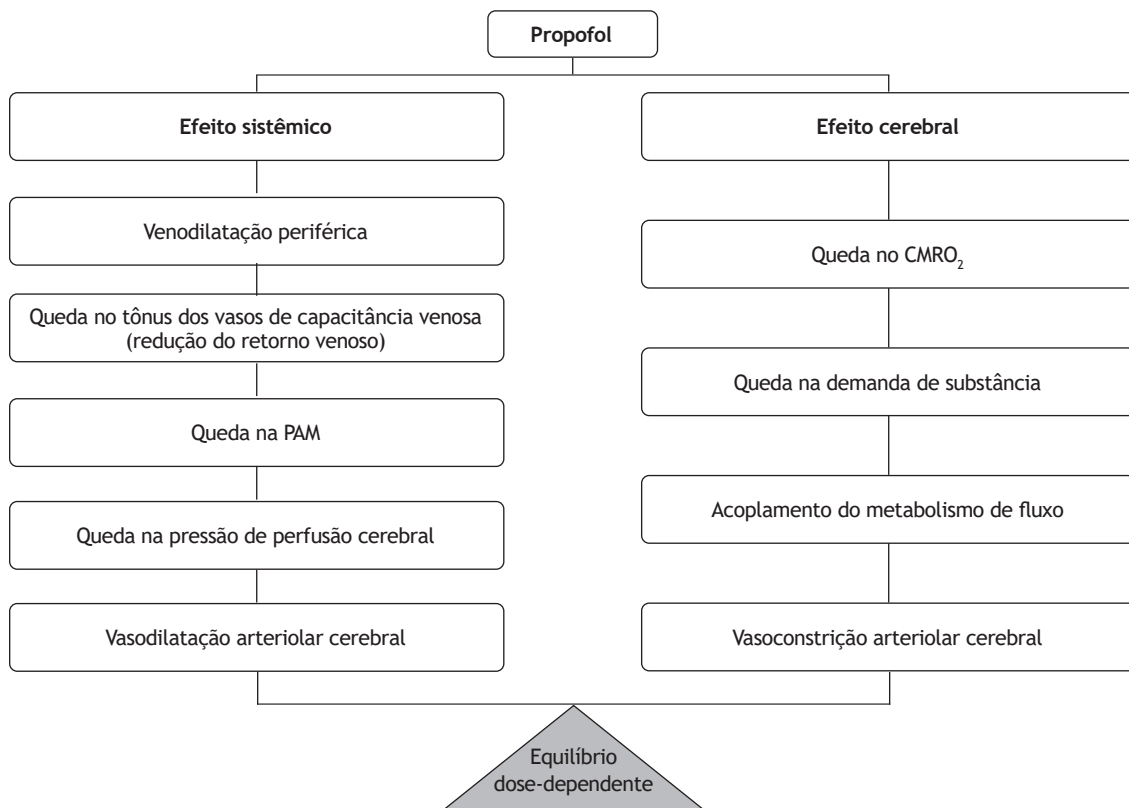 Propofol
Efeito sistêmico
Venodilatação periférica
Queda no tônus dos vasos de capacitância venosa
(redução do retorno venoso)
Queda na PAM
Queda na pressão de perfusão cerebral
Vasodilatação arteriolar cerebral
Efeito cerebral
Queda no CMRO₂
Queda na demanda de substância
Acoplamento do metabolismo de fluxo
Vasoconstrição arteriolar cerebral
Equilíbrio
dose-dependente